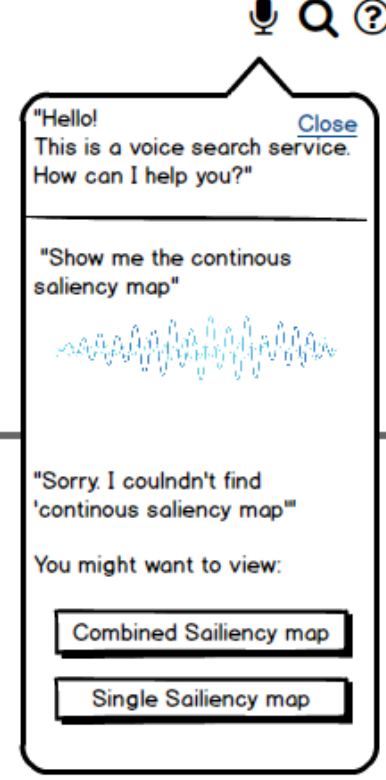 "Hello!
Close
This is a voice search service.
How can I help you?"
"Show me the continous
saliency map"
"Sorry. I coulndn't find
'continous saliency map'"
You might want to view:
Combined Sailiency map
Single Sailiency map